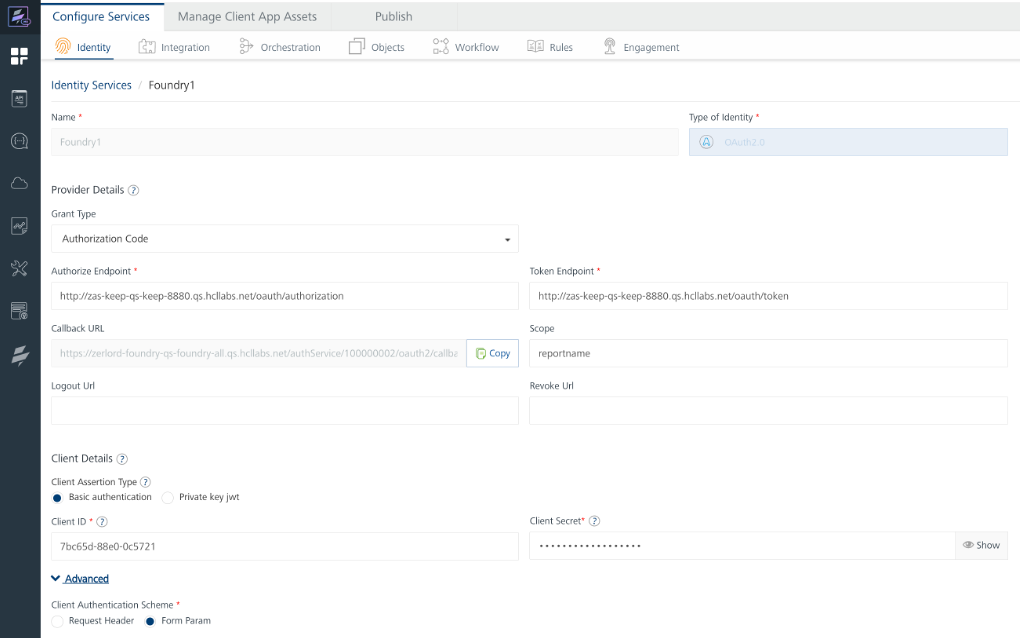 Configure Services Manage Client App Assets Publish
Identity Integration Orchestration Objects Workflow Rules Engagement
Identity Services / Foundry1
Name * Type of Identity *
Foundry1 OAuth2.0
Provider Details ?
Grant Type
Authorization Code
Authorize Endpoint * Token Endpoint *
http://zas-keep-qs-keep-8880.qs.hcllabs.net/oauth/authorization http://zas-keep-qs-keep-8880.qs.hcllabs.net/oauth/token
Callback URL Scope
https://zerlord-foundry-qs-foundry-all.qs.hcllabs.net/authService/100000002/oauth2/callba Copy reportname
Logout Url Revoke Url
Client Details ?
Client Assertion Type ?
Basic authentication Private key jwt
Client ID * ? Client Secret* ?
7bc65d-88e0-0c5721 •••••••••••••••••• Show
Advanced
Client Authentication Scheme *
Request Header Form Param